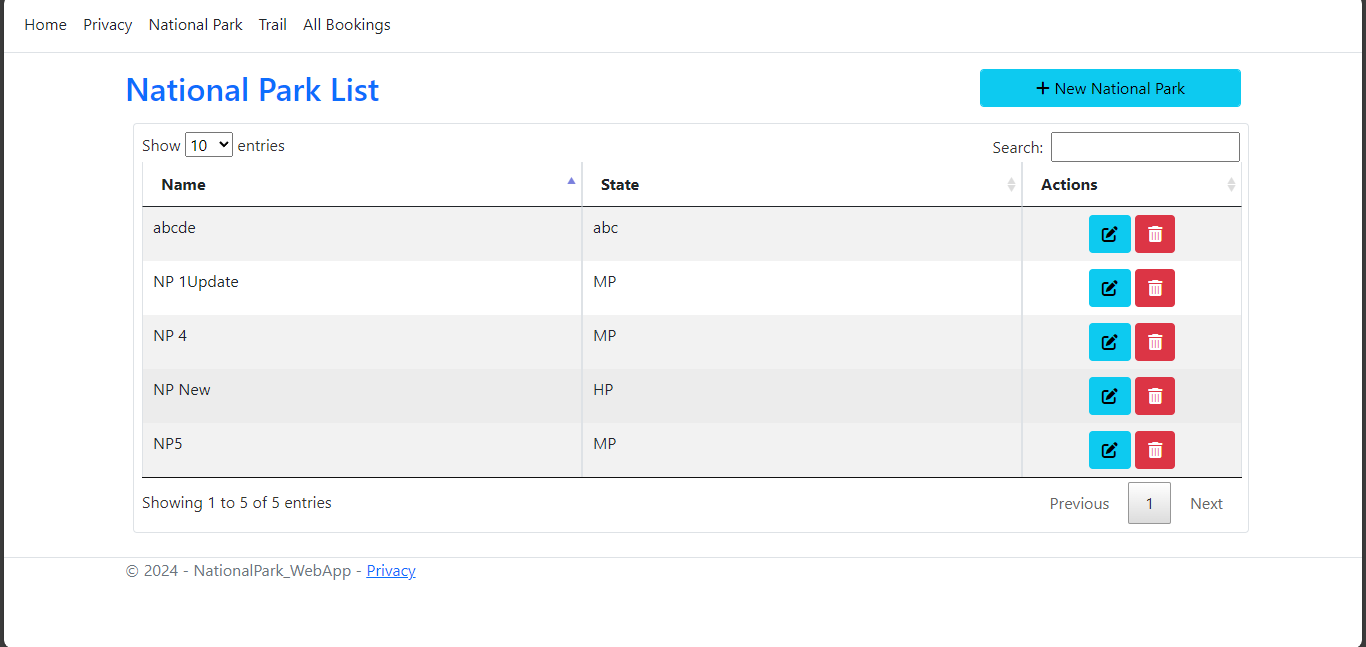 Home Privacy National Park Trail All Bookings
National Park List
+ New National Park
Show 10 entries
Search:
Name State Actions
abcde abc
NP 1Update MP
NP 4 MP
NP New HP
NP5 MP
Showing 1 to 5 of 5 entries
Previous 1 Next
© 2024 - NationalPark_WebApp - Privacy